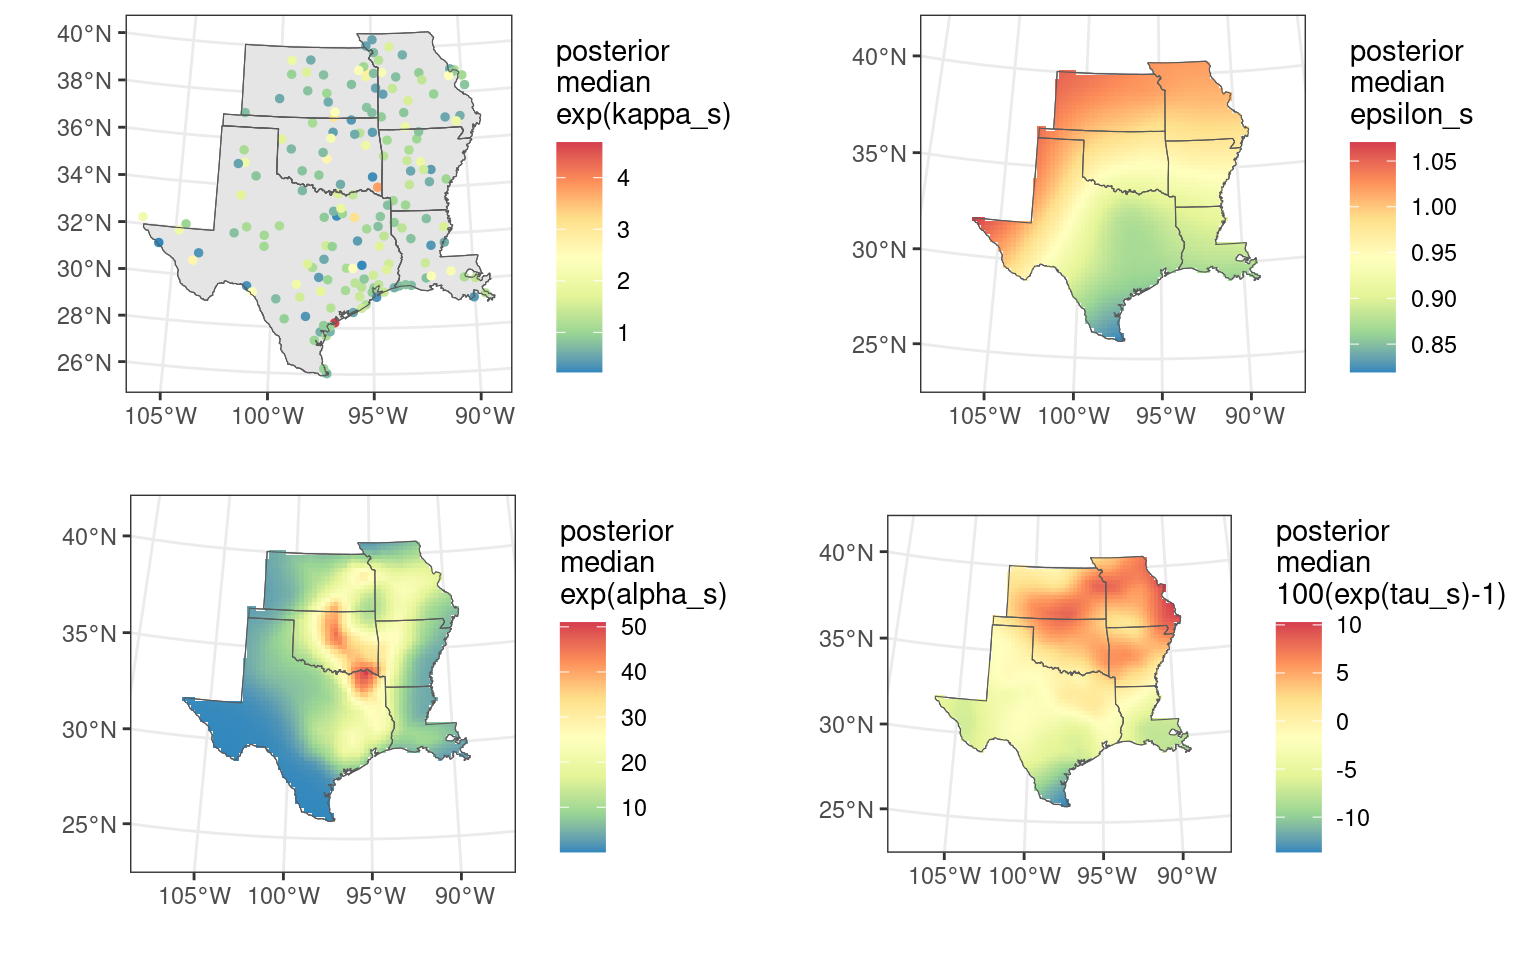 posterior
median
exp(kappa_s)
4
3
2
1
40°N
38°N
36°N
34°N
32°N
30°N
28°N
26°N
105°W
100°W
95°W
90°W
posterior
median
epsilon_s
1.05
1.00
0.95
0.90
0.85
40°N
35°N
30°N
25°N
105°W
100°W
95°W
90°W
posterior
median
exp(alpha_s)
50
40
30
20
10
40°N
35°N
30°N
25°N
105°W
100°W
95°W
90°W
posterior
median
100(exp(tau_s)-1)
10
5
0
-5
-10
40°N
35°N
30°N
25°N
105°W
100°W
95°W
90°W